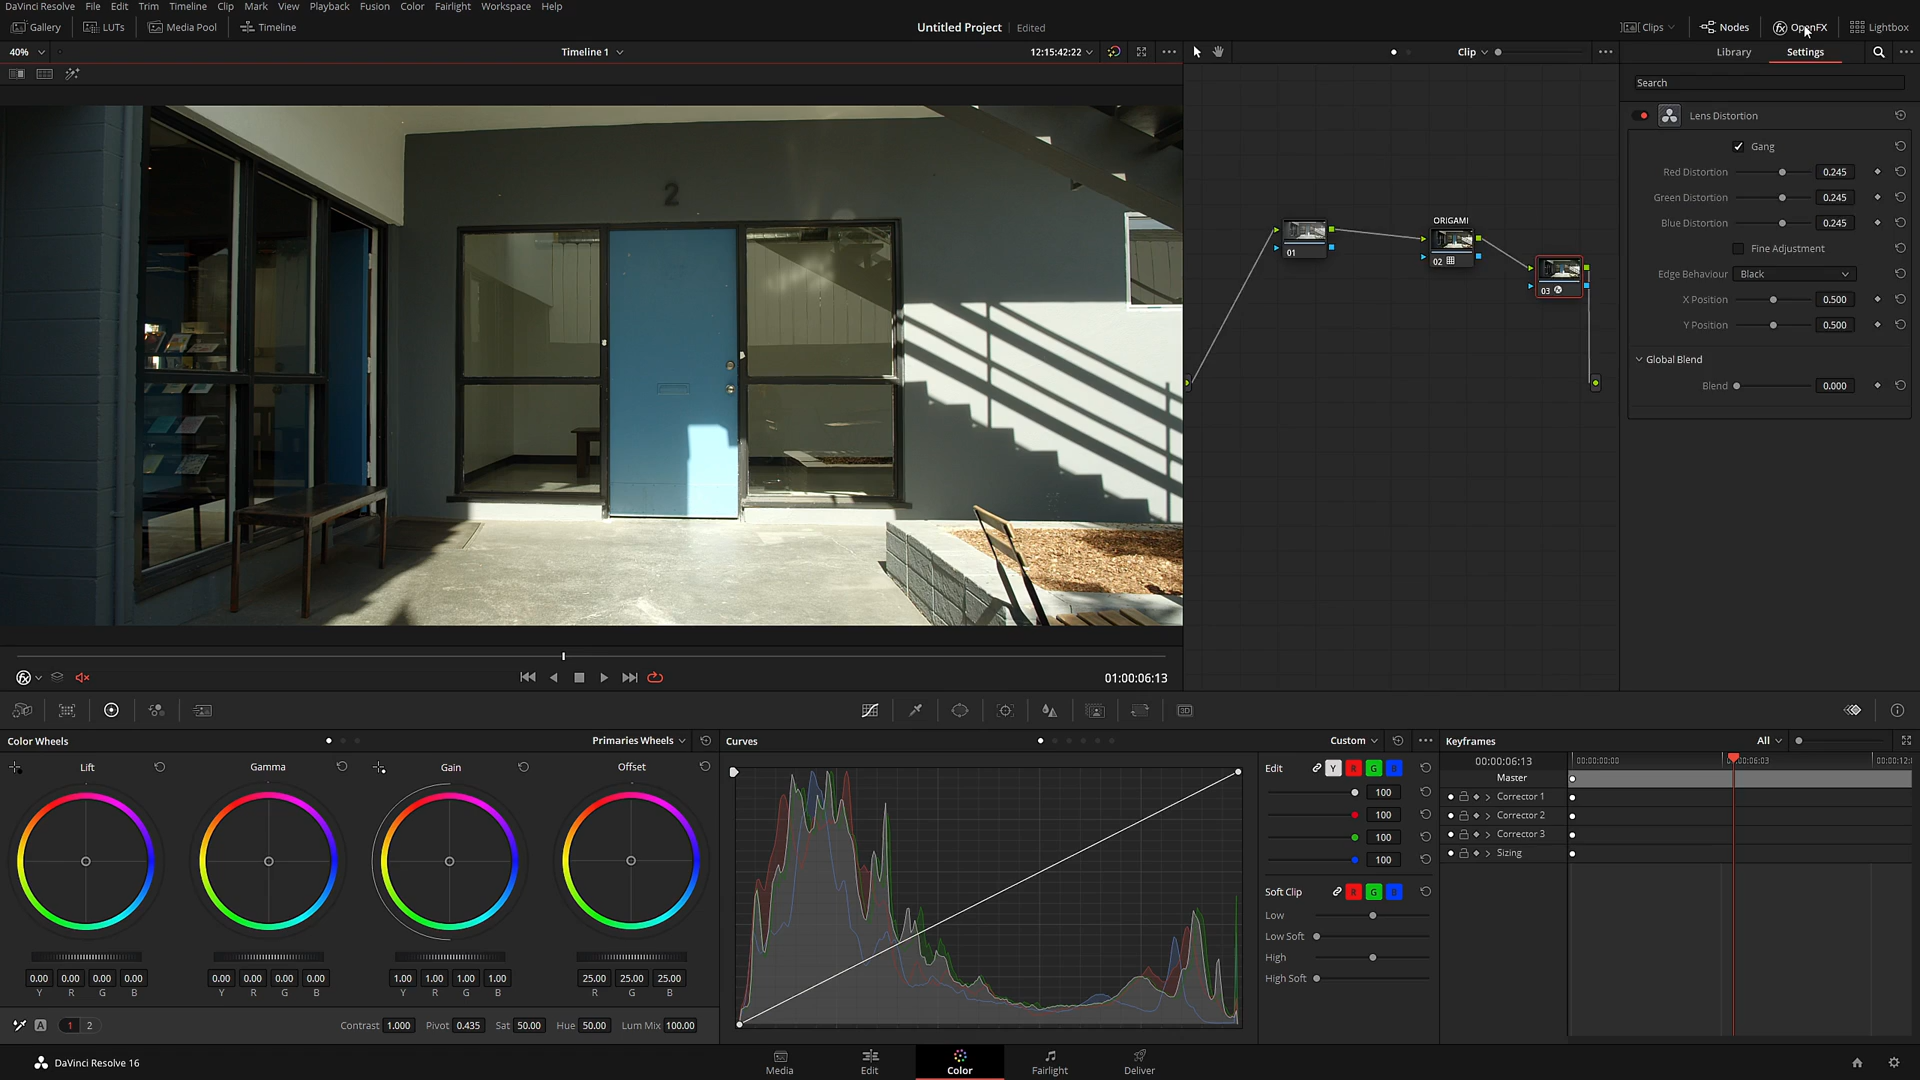 DaVinci Resolve File Edit Trim Timeline Clip Mark View Playback Fusion Color Fairlight Workspace Help
Gallery LUTs Media Pool Timeline Untitled Project Edited Clips Nodes OpenFX Lightbox
40% Timeline 1 12:15:42:22 Clip Library Settings
Search
Lens Distortion
Gang
Red Distortion 0.245
Green Distortion 0.245
Blue Distortion 0.245
Fine Adjustment
Edge Behaviour Black
X Position 0.500
Y Position 0.500
Global Blend
Blend 0.000
2
ORIGAMI
01
02
03
01:00:06:13
Color Wheels Primaries Wheels
Lift Gamma Gain Offset
0.00 0.00 0.00 0.00 0.00 0.00 0.00 0.00 1.00 1.00 1.00 1.00 25.00 25.00 25.00
Y R G B Y R G B Y R G B R G B
A 1 2 Contrast 1.000 Pivot 0.435 Sat 50.00 Hue 50.00 Lum Mix 100.00
Curves Custom
Edit Y R G B
100
100
100
100
Soft Clip R G B
Low
Low Soft
High
High Soft
3D
Keyframes All
00:00:06:13 00:00:00:00
Master
Corrector 1
Corrector 2
Corrector 3
Sizing
DaVinci Resolve 16
Media Edit Color Fairlight Deliver